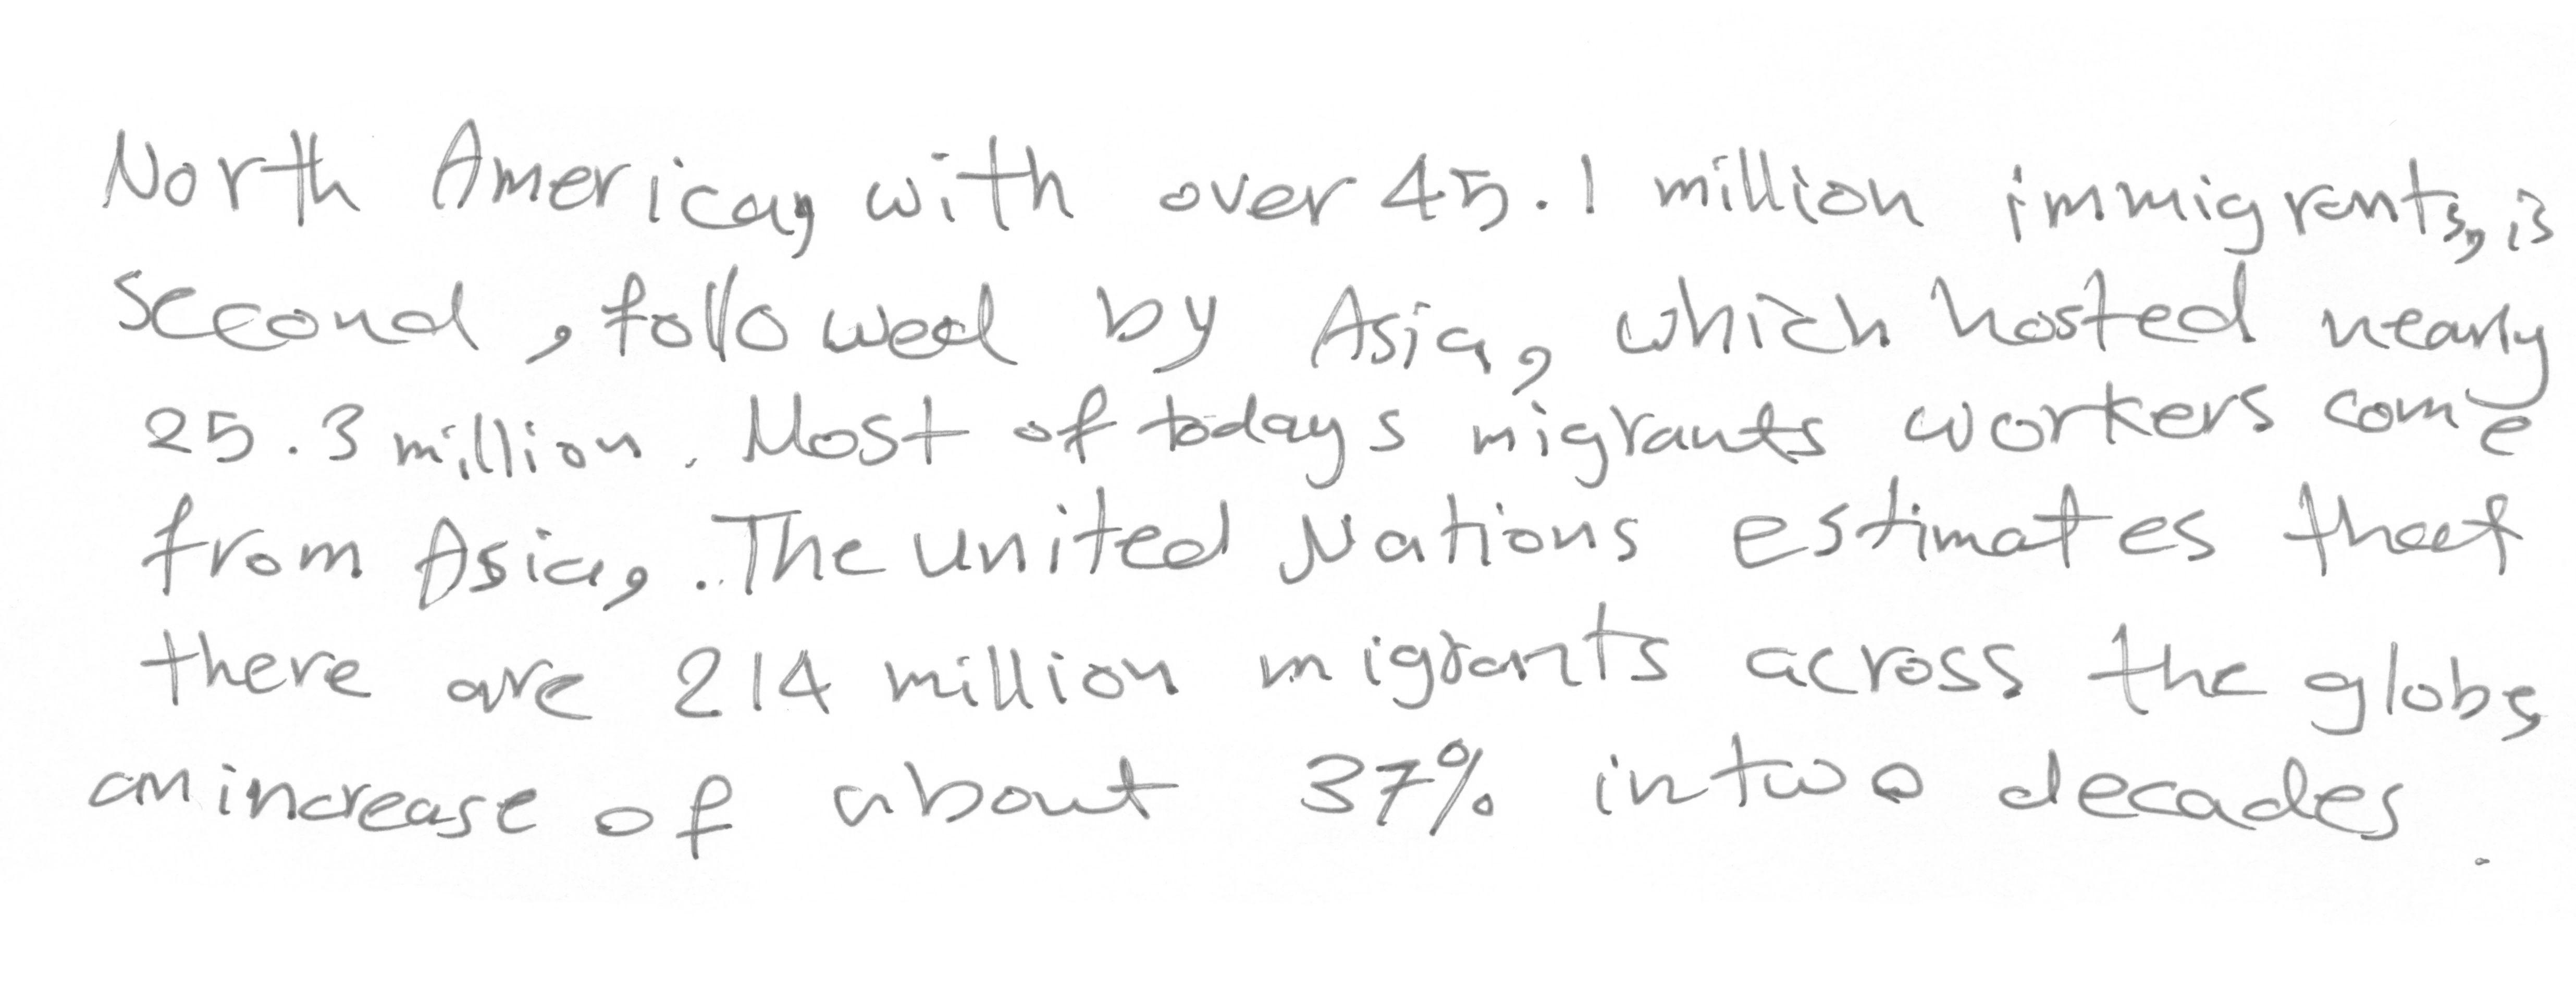 North America, with over 45.1 million immigrants, is
second, followed by Asia, which hosted nearly
25.3 million. Most of todays migrants workers come
from Asia, .The United Nations estimates that
there are 214 million migrants across the globe,
an increase of about 37% in two decades.